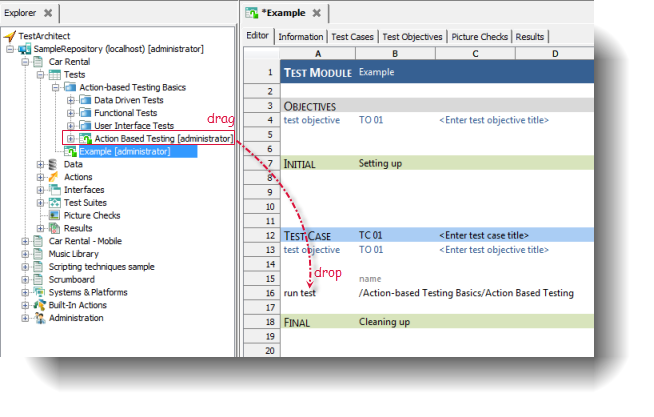 Explorer
TestArchitect
SampleRepository (localhost) [administrator]
Car Rental
Tests
Action-based Testing Basics
Data Driven Tests
Functional Tests
User Interface Tests
Action Based Testing [administrator]
Example [administrator]
Data
Actions
Interfaces
Test Suites
Picture Checks
Results
Car Rental - Mobile
Music Library
Scripting techniques sample
Scrumboard
Systems & Platforms
Built-In Actions
Administration
drag
drop
*Example
Editor Information Test Cases Test Objectives Picture Checks Results
A B C D
1 TEST MODULE Example
2
3 OBJECTIVES
4 test objective TO 01 <Enter test objective title>
5
6
7 INITIAL Setting up
8
9
10
11
12 TEST CASE TC 01 <Enter test case title>
13 test objective TO 01 <Enter test objective title>
14
15 name
16 run test /Action-based Testing Basics/Action Based Testing
17
18 FINAL Cleaning up
19
20